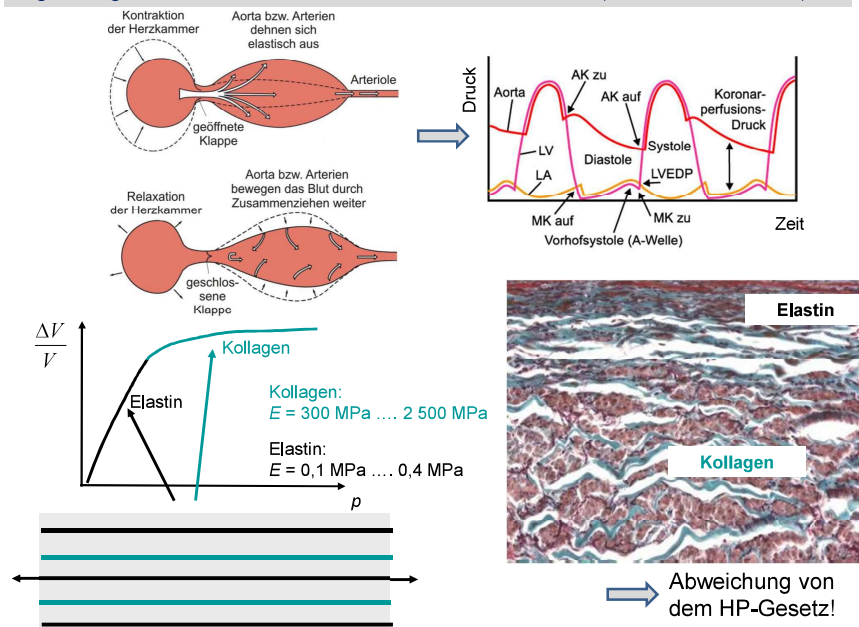 Kontraktion
der Herzkammer
Aorta bzw. Arterien
dehnen sich
elastisch aus
Arteriole
geöffnete
Klappe
Relaxation
der Herzkammer
Aorta bzw. Arterien
bewegen das Blut durch
Zusammenziehen weiter
geschlos-
sene
Klappe
Druck
Aorta
AK zu
AK auf
Koronar-
perfusions-
Druck
LV
Diastole
Systole
LA
LVEDP
MK auf
MK zu
Vorhofsystole (A-Welle)
Zeit
ΔV
V
Kollagen
Elastin
Kollagen:
E = 300 MPa .... 2 500 MPa
Elastin:
E = 0,1 MPa .... 0,4 MPa
p
Elastin
Kollagen
Abweichung von
dem HP-Gesetz!